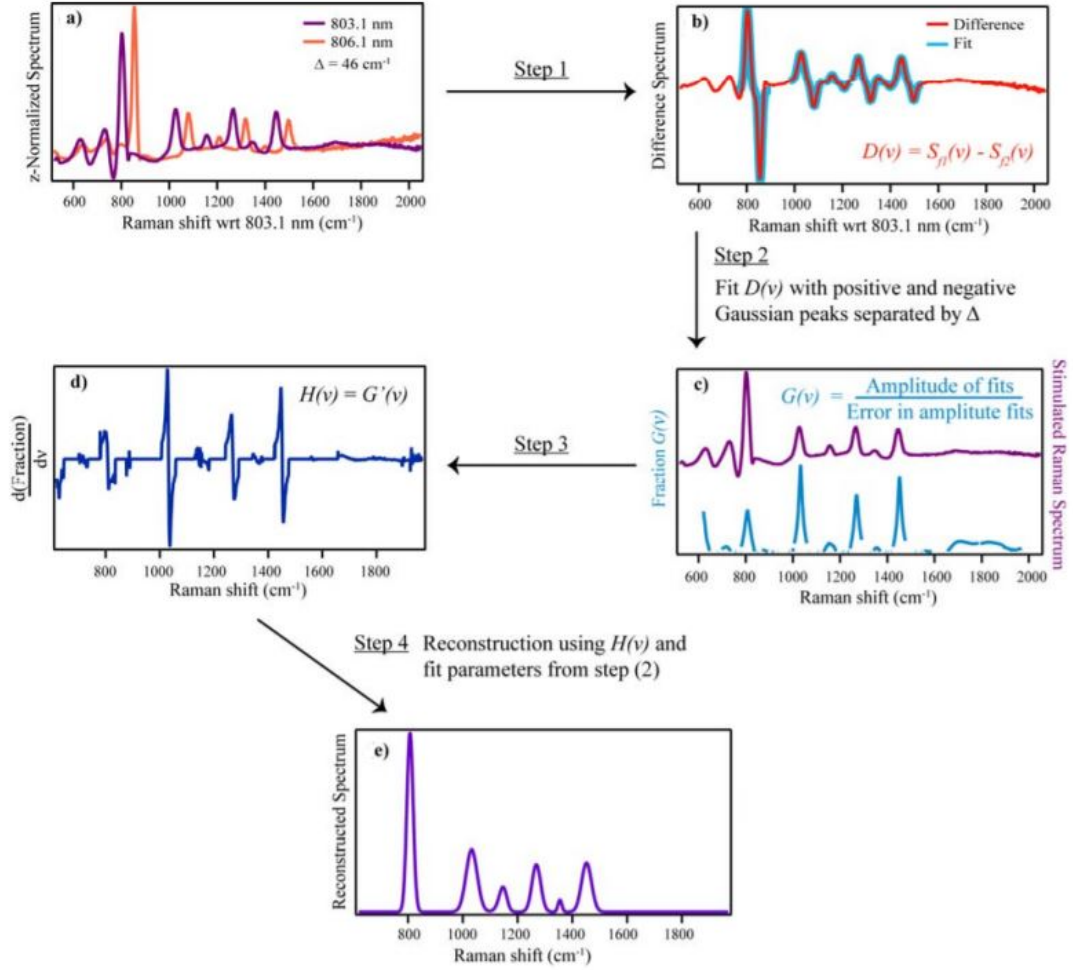 a)
803.1 nm
806.1 nm
Δ = 46 cm⁻¹
z-Normalized Spectrum
600 800 1000 1200 1400 1600 1800 2000
Raman shift wrt 803.1 nm (cm⁻¹)
Step 1
b)
Difference
Fit
Difference Spectrum
D(ν) = S_f1(ν) - S_f2(ν)
600 800 1000 1200 1400 1600 1800 2000
Raman shift wrt 803.1 nm (cm⁻¹)
Step 2
Fit D(ν) with positive and negative
Gaussian peaks separated by Δ
c)
G(ν) = Amplitude of fits
Error in amplitute fits
Fraction G(ν)
Stimulated Raman Spectrum
600 800 1000 1200 1400 1600 1800 2000
Raman shift (cm⁻¹)
Step 3
d)
H(ν) = G’(ν)
d(Fraction)
dν
800 1000 1200 1400 1600 1800
Raman shift (cm⁻¹)
Step 4 Reconstruction using H(ν) and
fit parameters from step (2)
e)
Reconstructed Spectrum
800 1000 1200 1400 1600 1800
Raman shift (cm⁻¹)